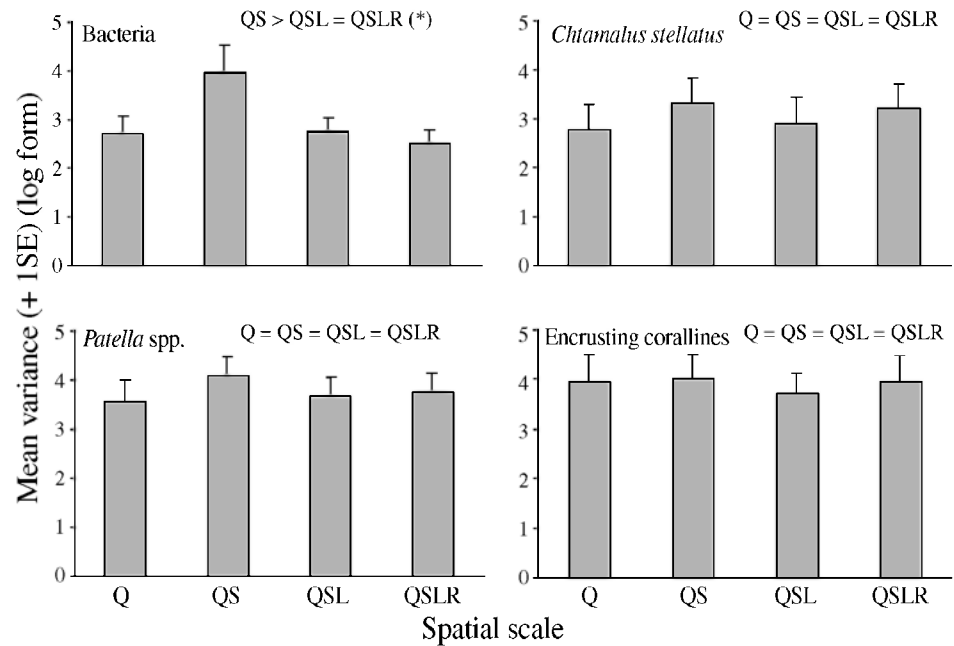 Bacteria
QS > QSL = QSLR (*)
5
4
3
2
1
0
Chtamalus stellatus
Q = QS = QSL = QSLR
5
4
3
2
1
0
Mean variance (+ 1SE) (log form)
Patella spp.
Q = QS = QSL = QSLR
5
4
3
2
1
0
Q QS QSL QSLR
Encrusting corallines
Q = QS = QSL = QSLR
5
4
3
2
1
0
Q QS QSL QSLR
Spatial scale